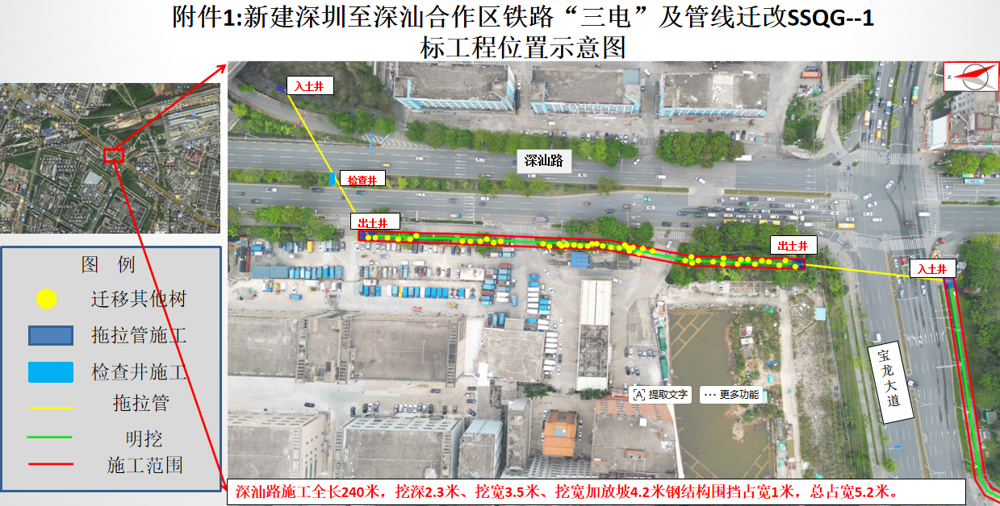 附件1:新建深圳至深汕合作区铁路“三电”及管线迁改SSQG--1
标工程位置示意图
入土井
深汕路
检查井
出土井
出土井
入土井
图 例
迁移其他树
拖拉管施工
检查井施工
拖拉管
明挖
施工范围
宝龙大道
提取文字 ··· 更多功能
深汕路施工全长240米，挖深2.3米、挖宽3.5米、挖宽加放坡4.2米钢结构围挡占宽1米，总占宽5.2米。